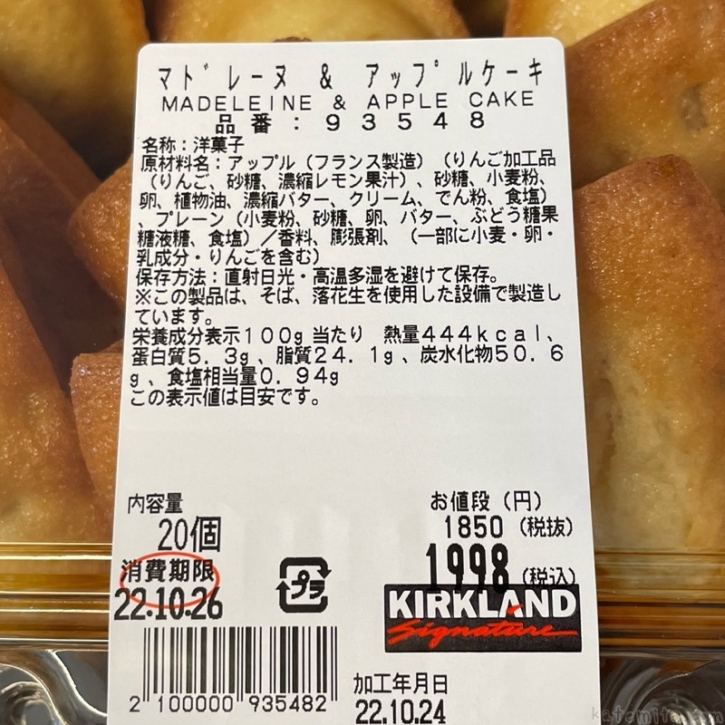 マドレーヌ & アップルケーキ
MADELEINE & APPLE CAKE
品番:93548
名称:洋菓子
原材料名:アップル(フランス製造)(りんご加工品
(りんご、砂糖、濃縮レモン果汁)、砂糖、小麦粉、
卵、植物油、濃縮バター、クリーム、でん粉、食塩)
、プレーン(小麦粉、砂糖、卵、バター、ぶどう糖果
糖液糖、食塩)/香料、膨張剤、(一部に小麦・卵・
乳成分・りんごを含む)
保存方法:直射日光・高温多湿を避けて保存。
※この製品は、そば、落花生を使用した設備で製造し
ています。
栄養成分表示100g当たり 熱量444kcal、
蛋白質5.3g、脂質24.1g、炭水化物50.6
g、食塩相当量0.94g
この表示値は目安です。
内容量
20個
お値段(円)
1850(税抜)
1998(税込)
消費期限
22.10.26
プラ
KIRKLAND
Signature
2 100000 935482
加工年月日
22.10.24